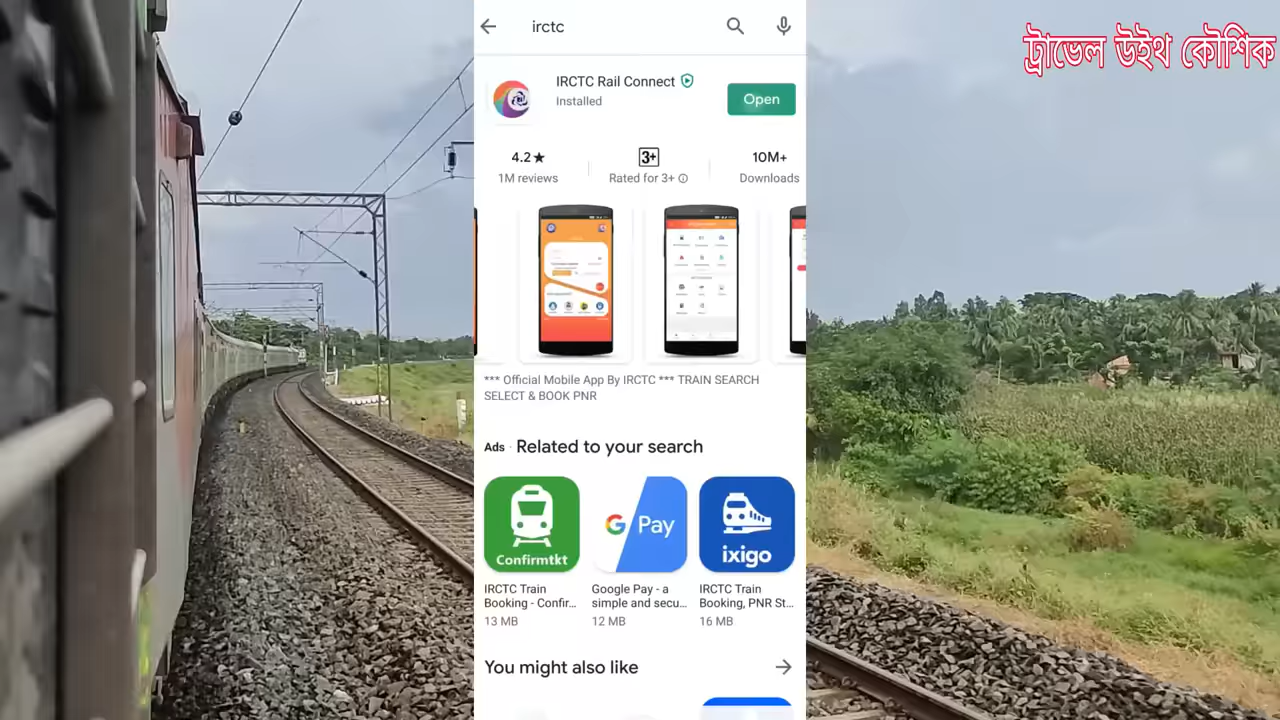 irctc
ট্রাভেল উইথ কৌশিক
IRCTC Rail Connect
Installed
Open
4.2★
1M reviews
3+
Rated for 3+
10M+
Downloads
*** Official Mobile App By IRCTC *** TRAIN SEARCH
SELECT & BOOK PNR
Ads · Related to your search
Confirmtkt
G Pay
ixigo
IRCTC Train
Booking - Confir...
13 MB
Google Pay - a
simple and secu...
12 MB
IRCTC Train
Booking, PNR St...
16 MB
You might also like